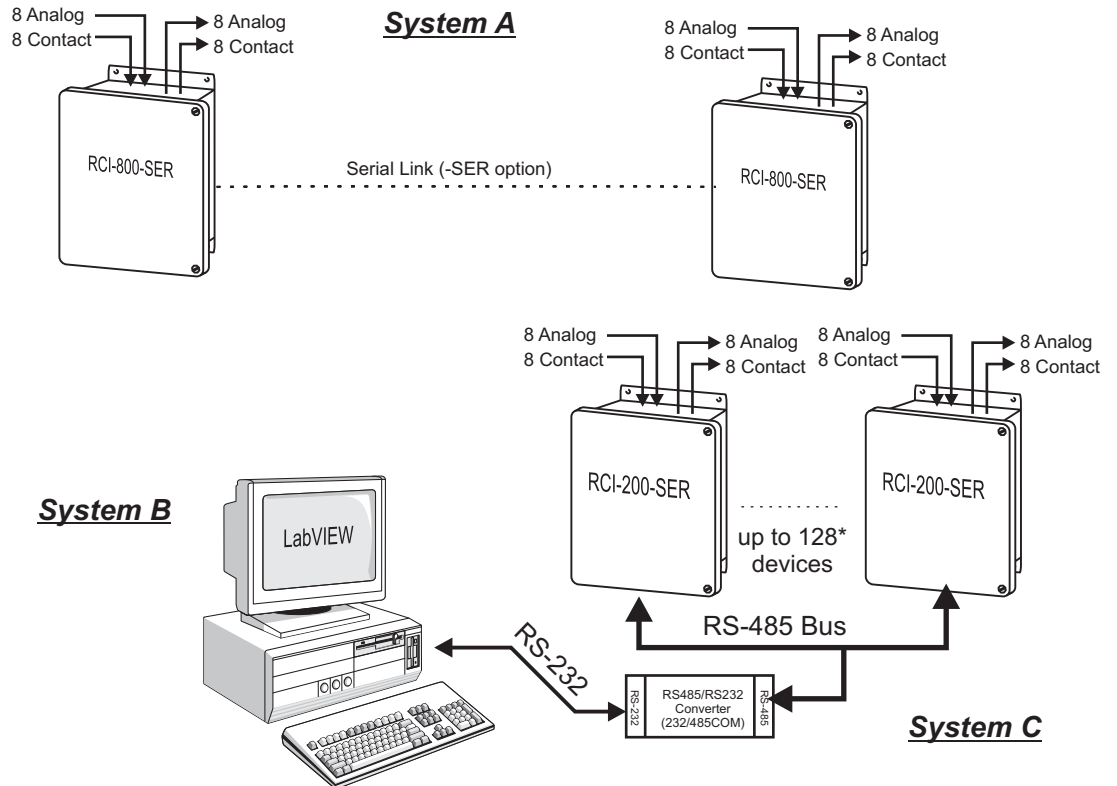 System A
8 Analog
8 Contact
8 Analog
8 Contact
8 Analog
8 Contact
8 Analog
8 Contact
RCI-800-SER
Serial Link (-SER option)
RCI-800-SER
8 Analog
8 Contact
8 Analog
8 Contact
8 Analog
8 Contact
8 Analog
8 Contact
RCI-200-SER
RCI-200-SER
up to 128*
devices
System B
LabVIEW
RS-485 Bus
RS-232
RS-232
RS485/RS232
Converter
(232/485COM)
RS-485
System C